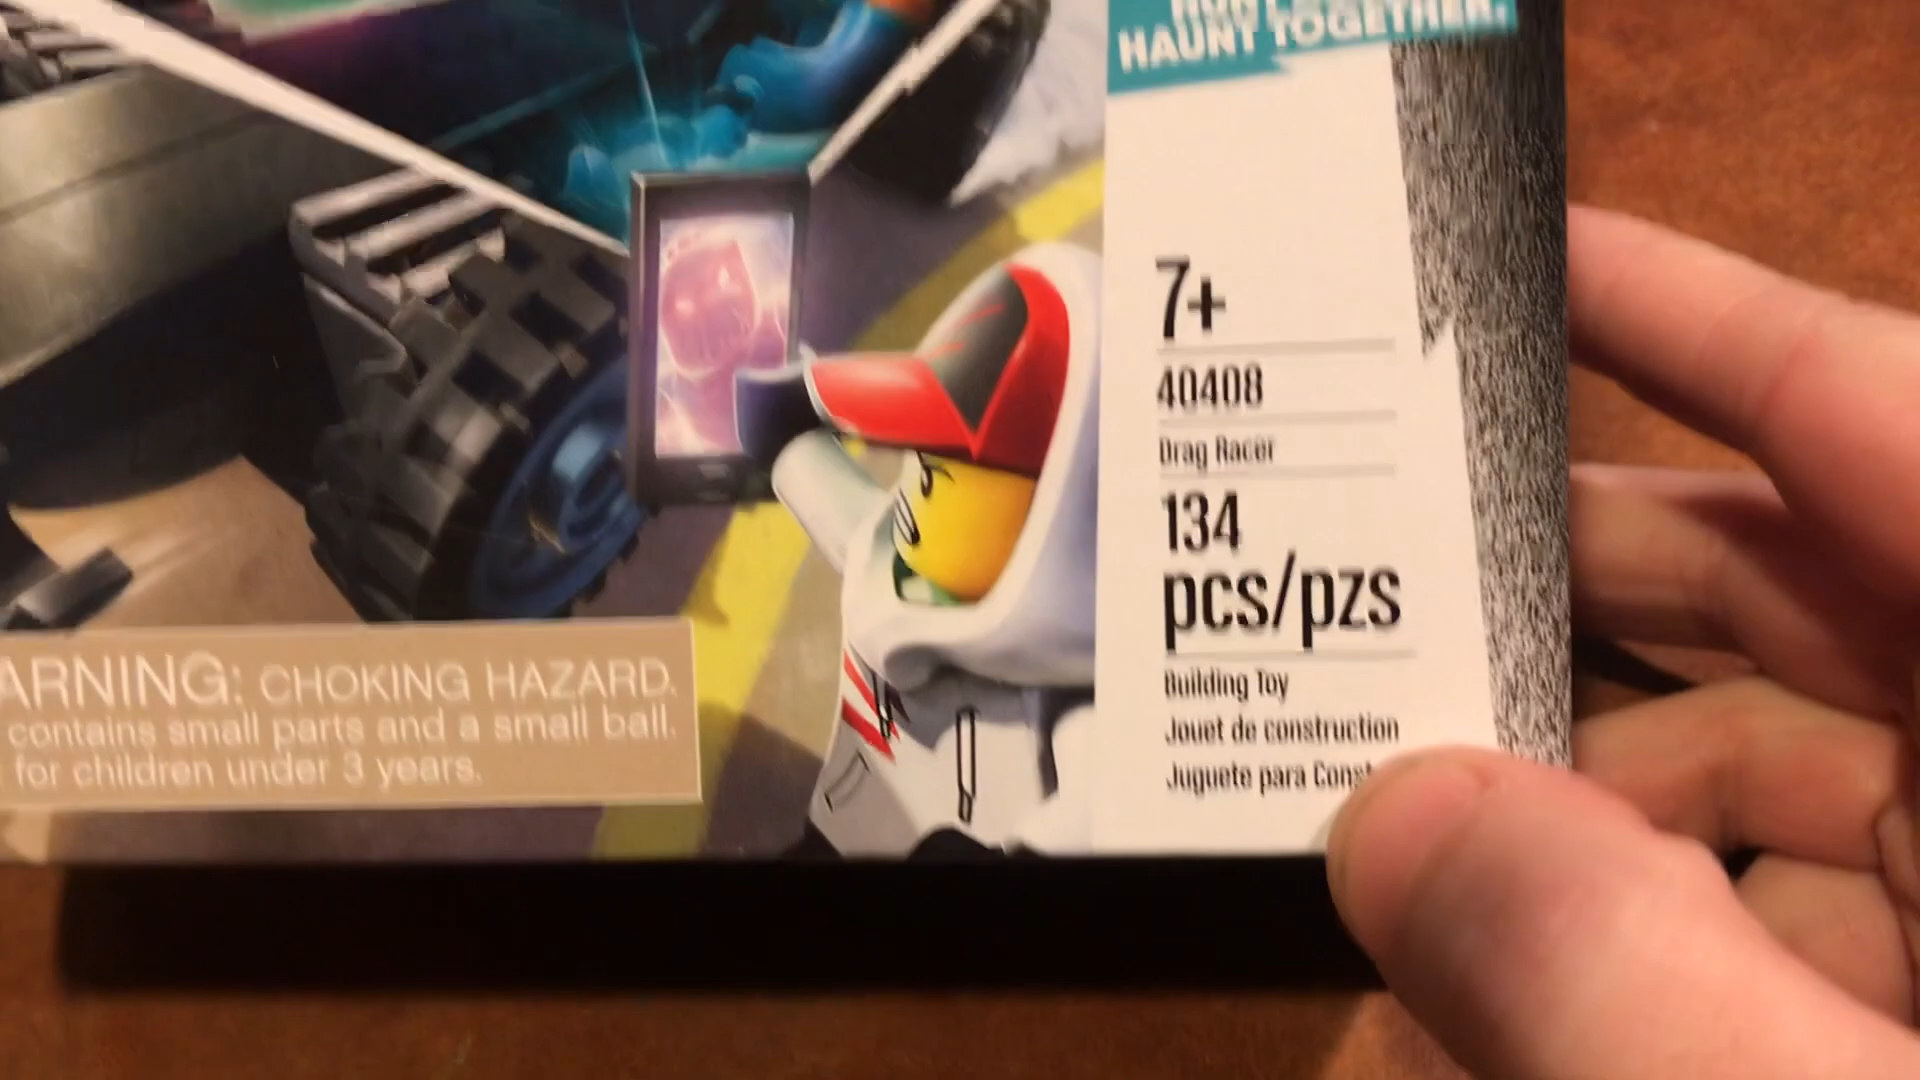 HAUNT TOGETHER.
7+
40408
Drag Racer
134
pcs/pzs
Building Toy
Jouet de construction
Juguete para Const
ARNING: CHOKING HAZARD.
contains small parts and a small ball.
for children under 3 years.